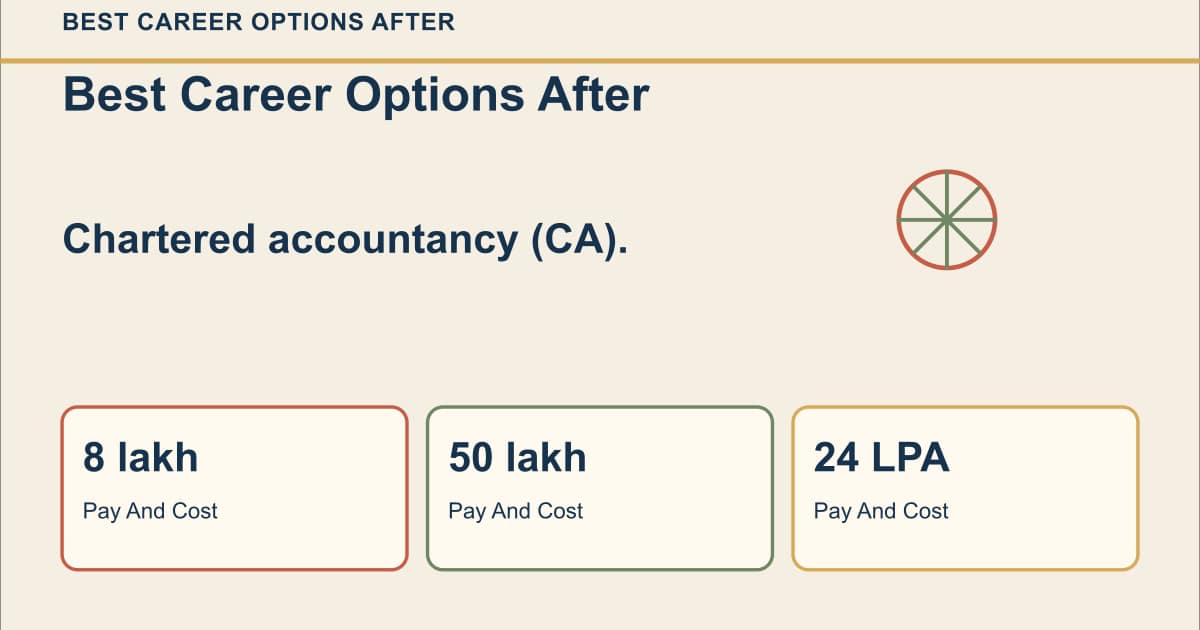 BEST CAREER OPTIONS AFTER
Best Career Options After
Chartered accountancy (CA).
8 lakh
Pay And Cost
50 lakh
Pay And Cost
24 LPA
Pay And Cost